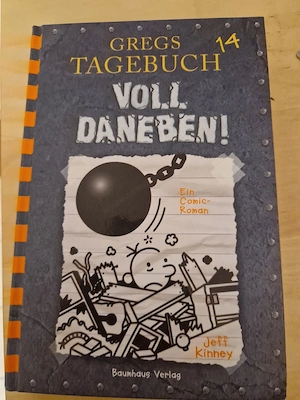 GREGS 14
TAGEBUCH
VOLL
DANEBEN!
Ein
Comic-
Roman
Jeff
Kinney
Baumhaus Verlag